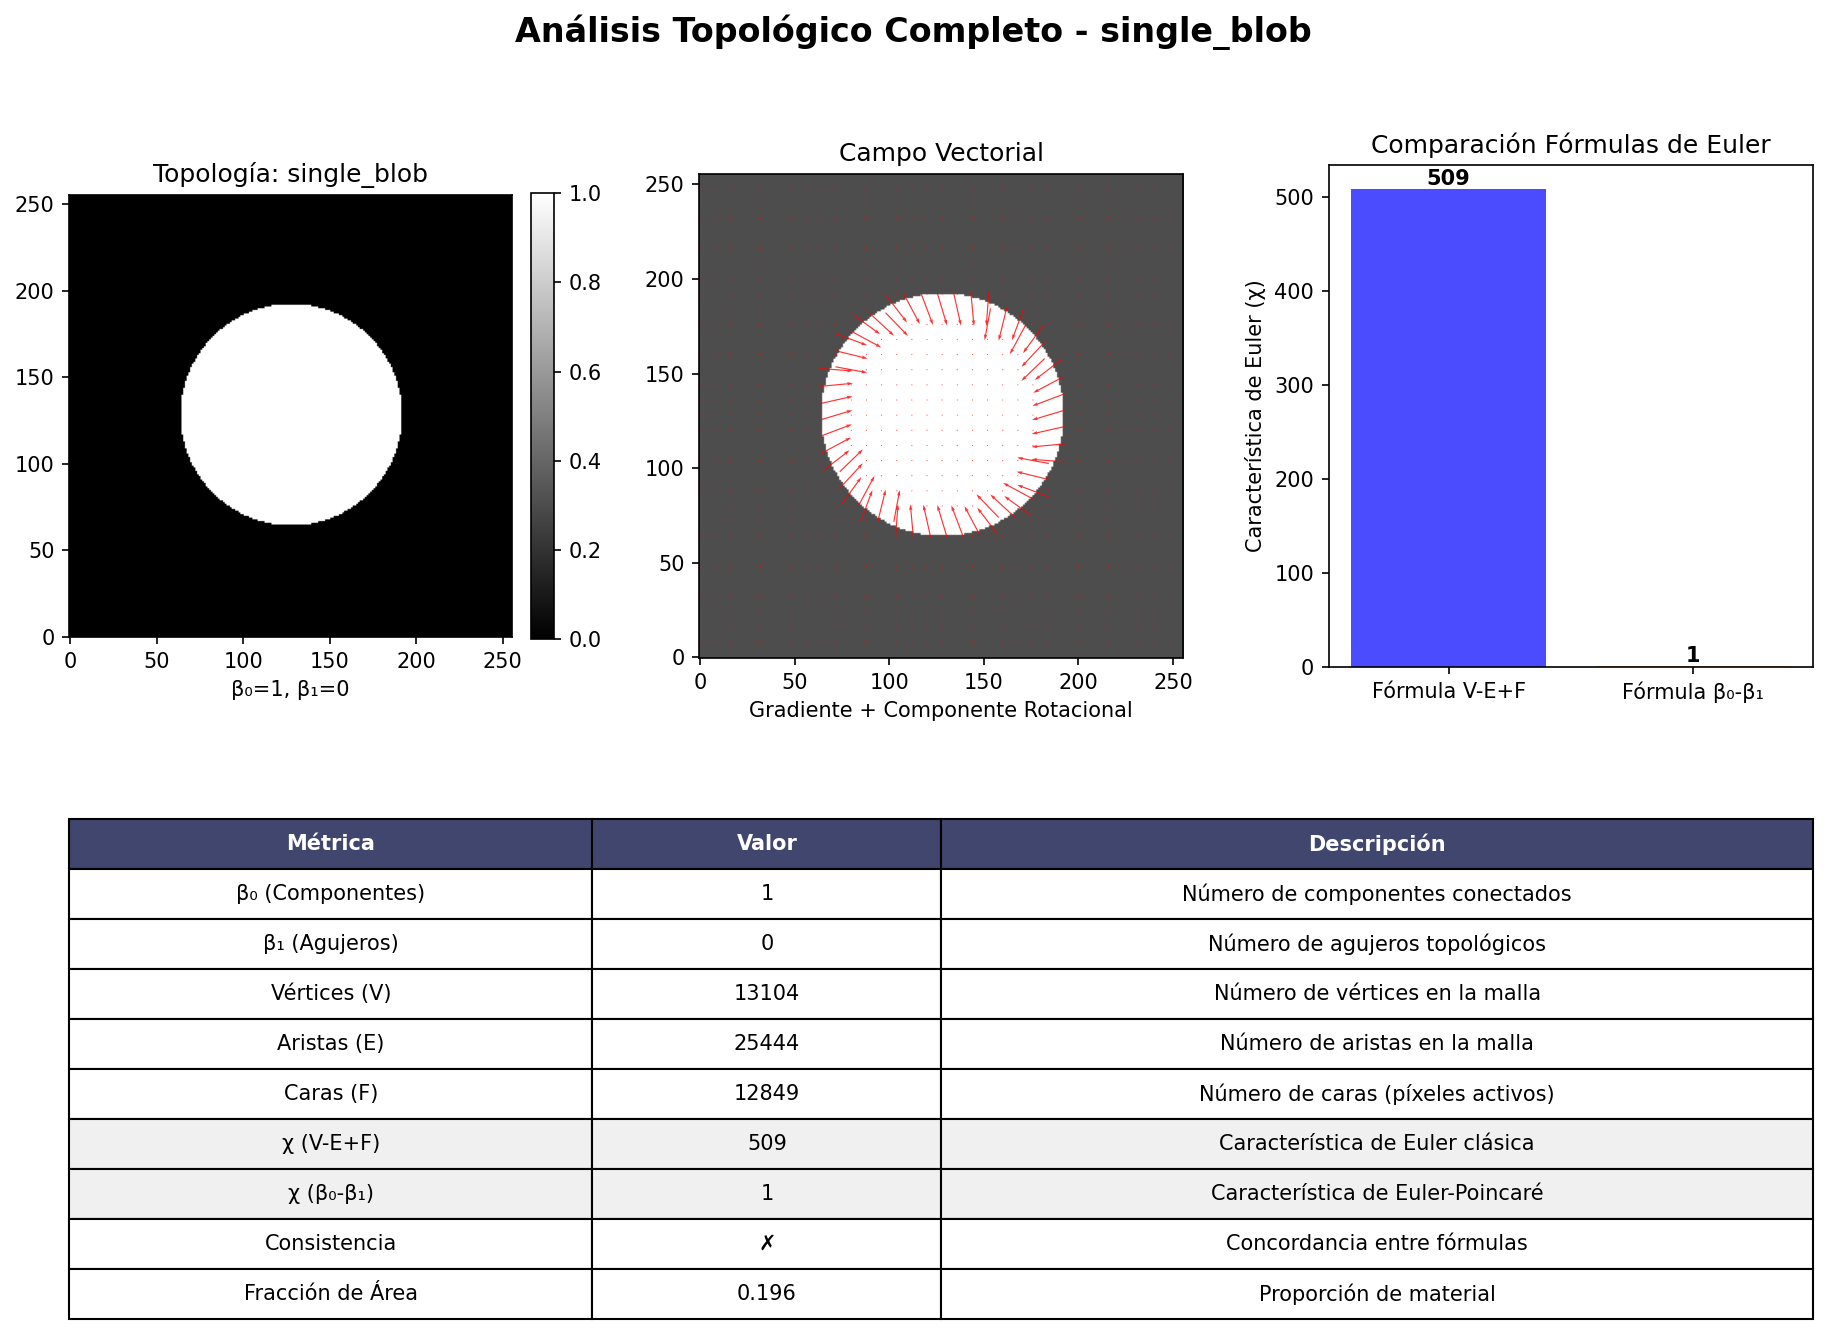 Análisis Topológico Completo - single_blob
Topología: single_blob
250
200
150
100
50
0
0 50 100 150 200 250
β₀=1, β₁=0
1.0
0.8
0.6
0.4
0.2
0.0
Campo Vectorial
250
200
150
100
50
0
0 50 100 150 200 250
Gradiente + Componente Rotacional
Comparación Fórmulas de Euler
Característica de Euler (χ)
500
400
300
200
100
0
509
1
Fórmula V-E+F Fórmula β₀-β₁
Métrica Valor Descripción
β₀ (Componentes) 1 Número de componentes conectados
β₁ (Agujeros) 0 Número de agujeros topológicos
Vértices (V) 13104 Número de vértices en la malla
Aristas (E) 25444 Número de aristas en la malla
Caras (F) 12849 Número de caras (píxeles activos)
χ (V-E+F) 509 Característica de Euler clásica
χ (β₀-β₁) 1 Característica de Euler-Poincaré
Consistencia ✗ Concordancia entre fórmulas
Fracción de Área 0.196 Proporción de material